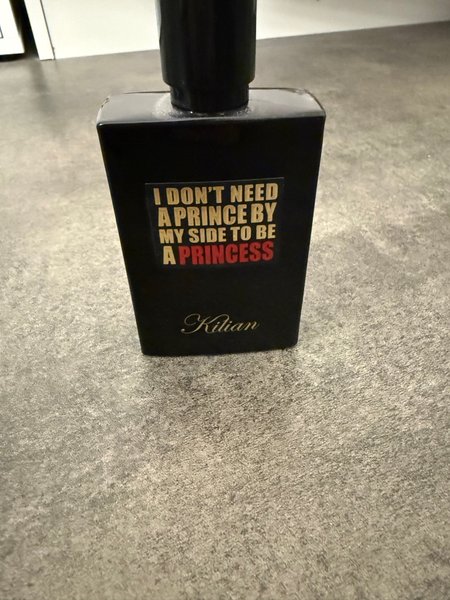 I DON'T NEED
A PRINCE BY
MY SIDE TO BE
A PRINCESS
Kilian